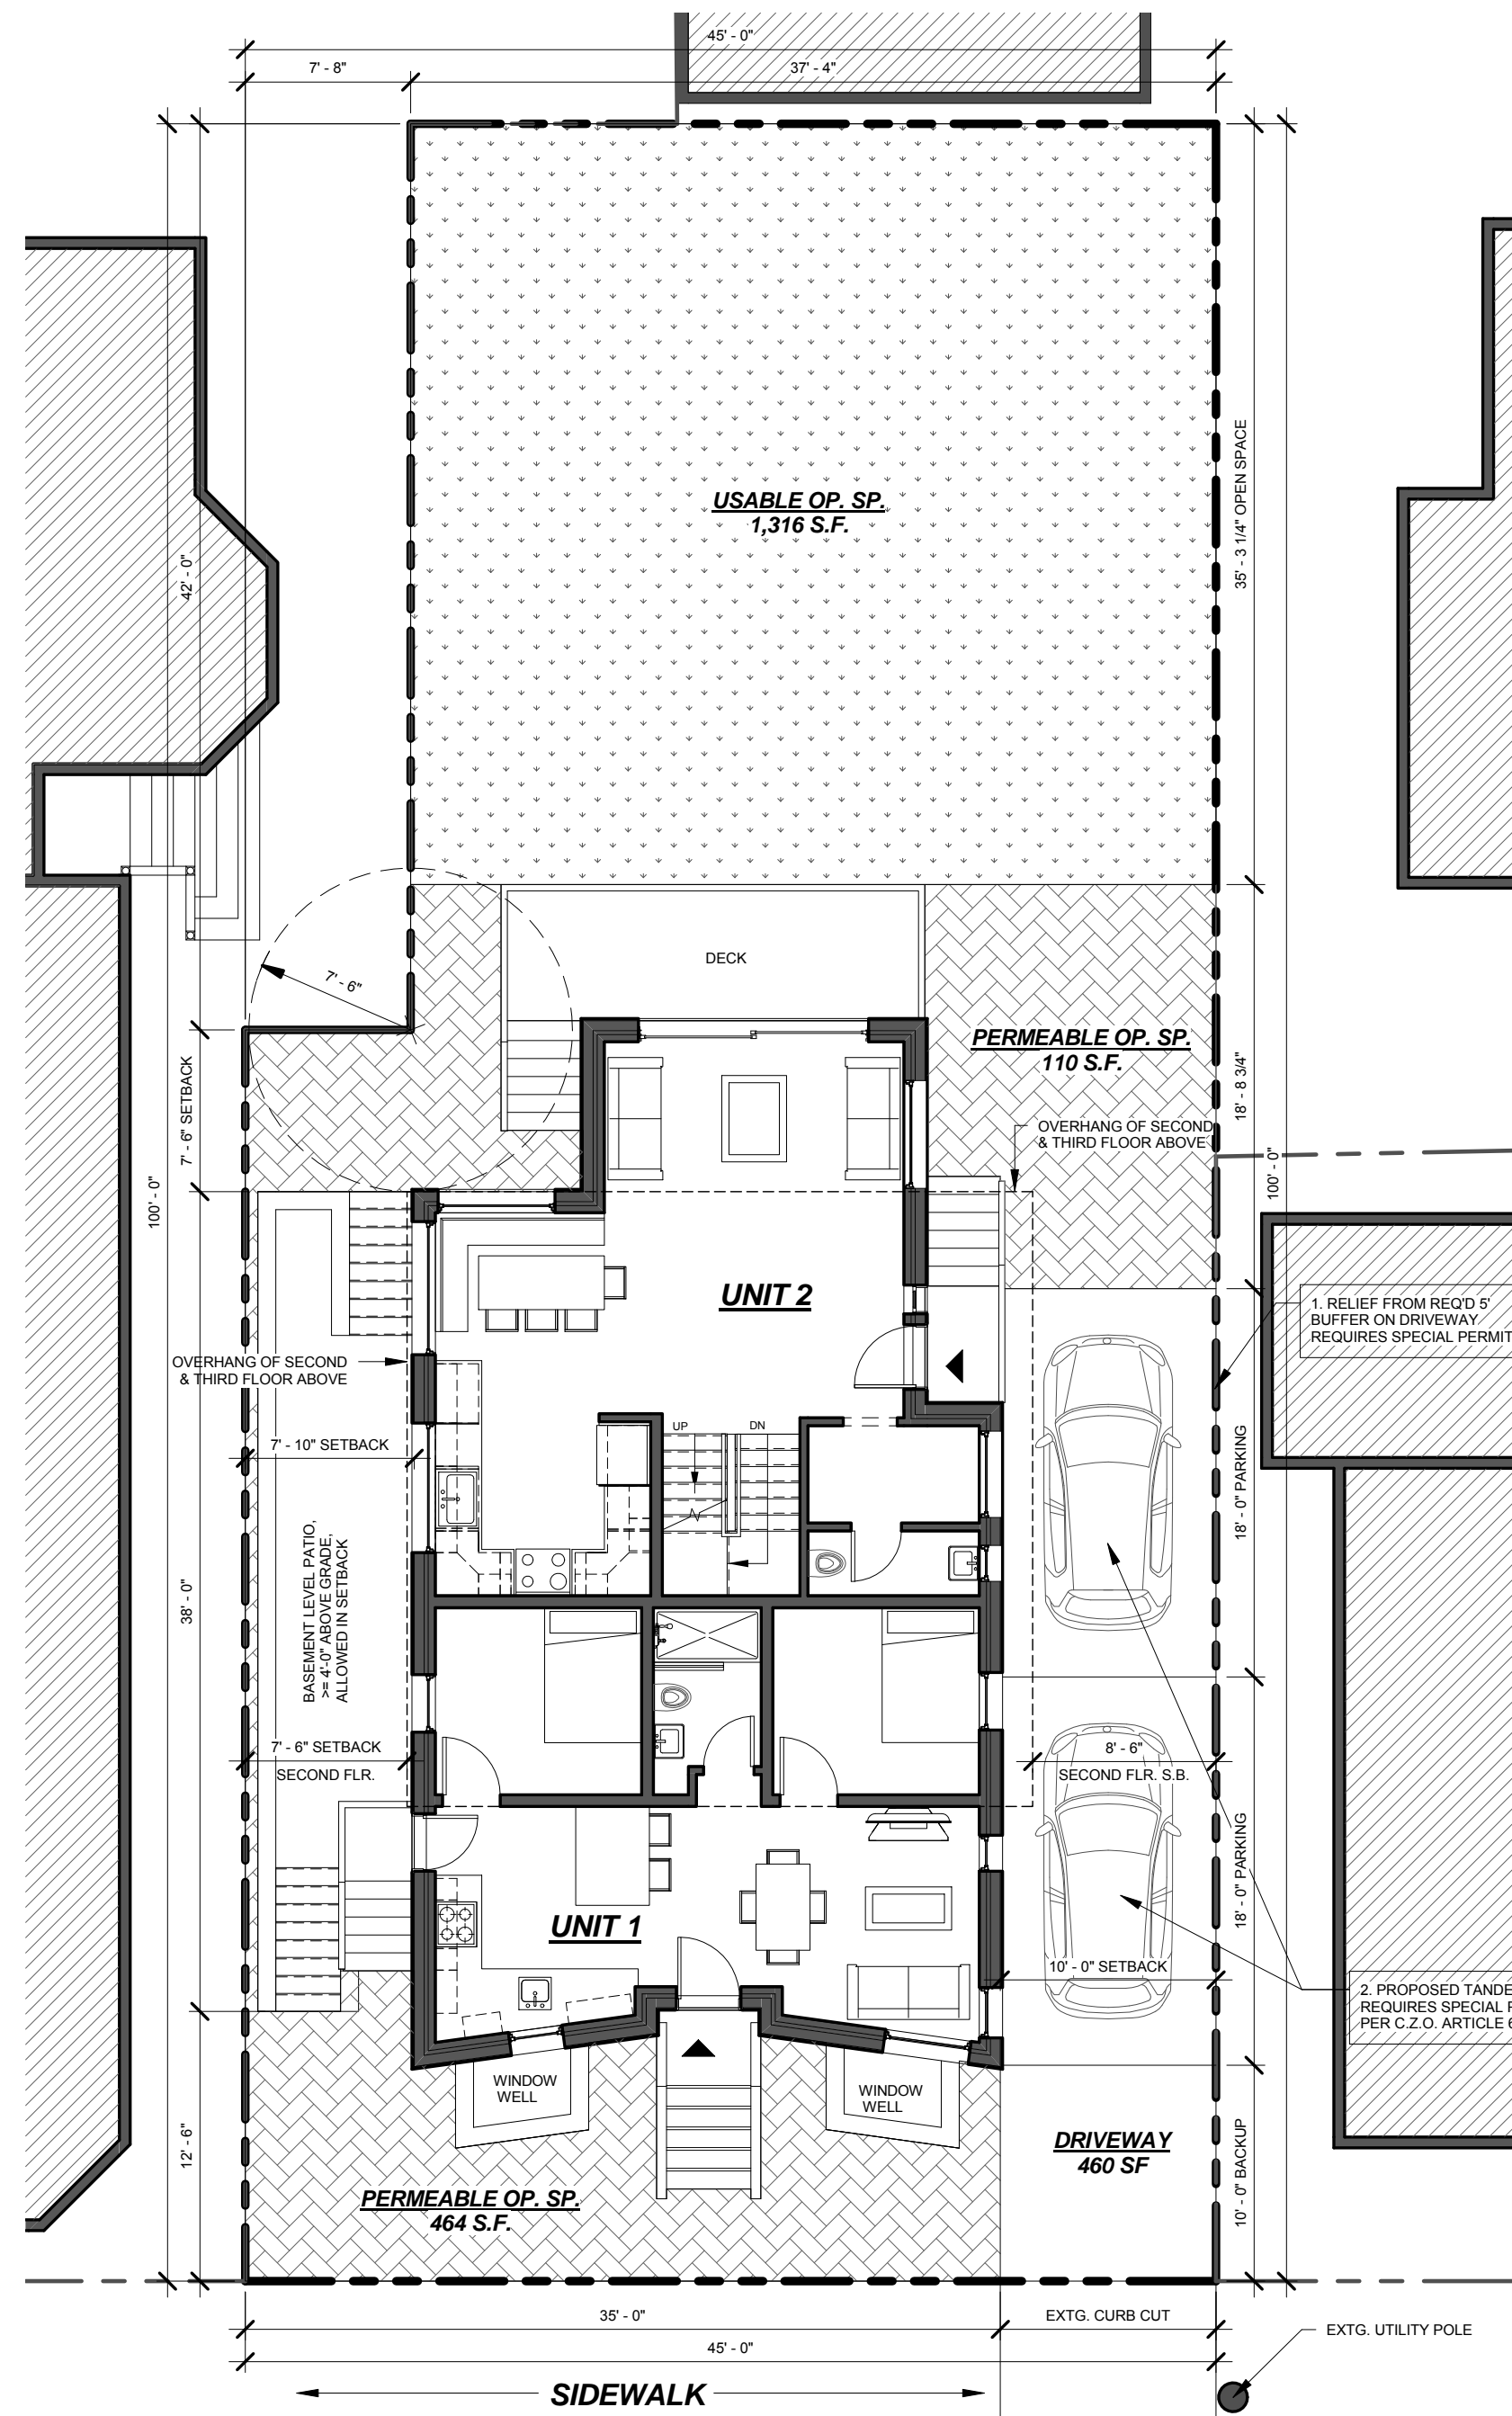 45' - 0"
7' - 8"
37' - 4"
42' - 0"
35' - 3 1/4" OPEN SPACE
USABLE OP. SP.
1,316 S.F.
DECK
7' - 6"
PERMEABLE OP. SP.
110 S.F.
7' - 6" SETBACK
18' - 8 3/4"
OVERHANG OF SECOND
& THIRD FLOOR ABOVE
100' - 0"
100' - 0"
UNIT 2
1. RELIEF FROM REQ'D 5'
BUFFER ON DRIVEWAY
REQUIRES SPECIAL PERMIT
OVERHANG OF SECOND
& THIRD FLOOR ABOVE
UP
DN
7' - 10" SETBACK
18' - 0" PARKING
BASEMENT LEVEL PATIO,
>= 4'-0" ABOVE GRADE,
ALLOWED IN SETBACK
38' - 0"
7' - 6" SETBACK
SECOND FLR.
8' - 6"
SECOND FLR. S.B.
18' - 0" PARKING
UNIT 1
10' - 0" SETBACK
2. PROPOSED TANDE
REQUIRES SPECIAL
PER C.Z.O. ARTICLE
WINDOW
WELL
WINDOW
WELL
12' - 6"
DRIVEWAY
460 SF
10' - 0" BACKUP
PERMEABLE OP. SP.
464 S.F.
35' - 0"
EXTG. CURB CUT
EXTG. UTILITY POLE
45' - 0"
SIDEWALK